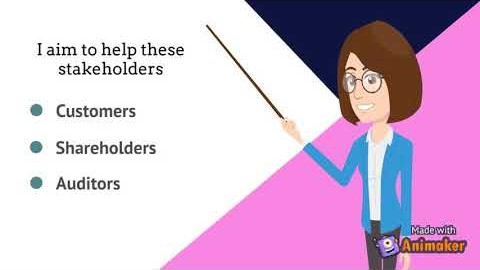 I aim to help these
stakeholders
Customers
Shareholders
Auditors
Made with
Animaker